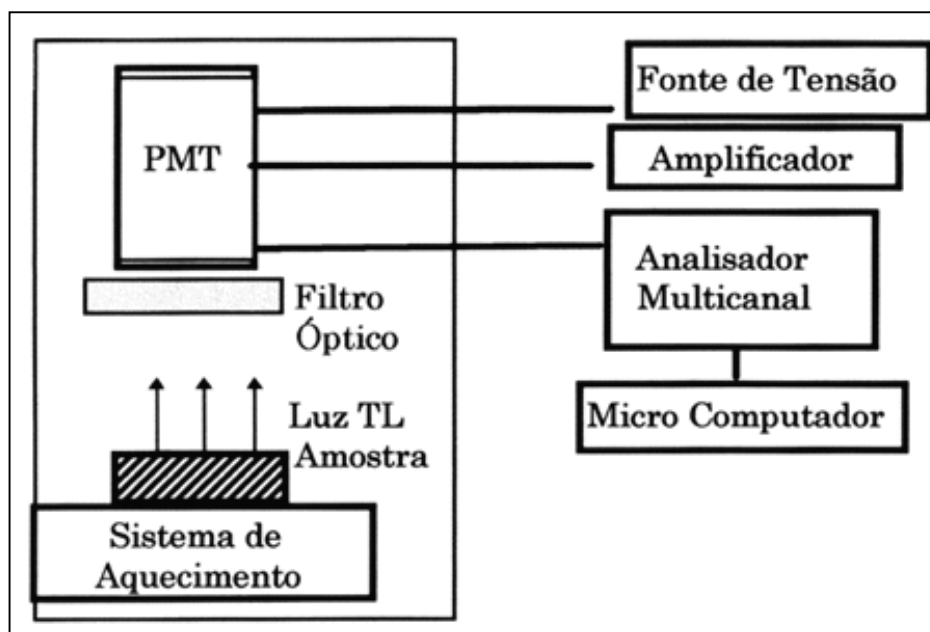 PMT
Fonte de Tensão
Amplificador
Analisador
Multicanal
Micro Computador
Filtro
Óptico
Luz TL
Amostra
Sistema de
Aquecimento